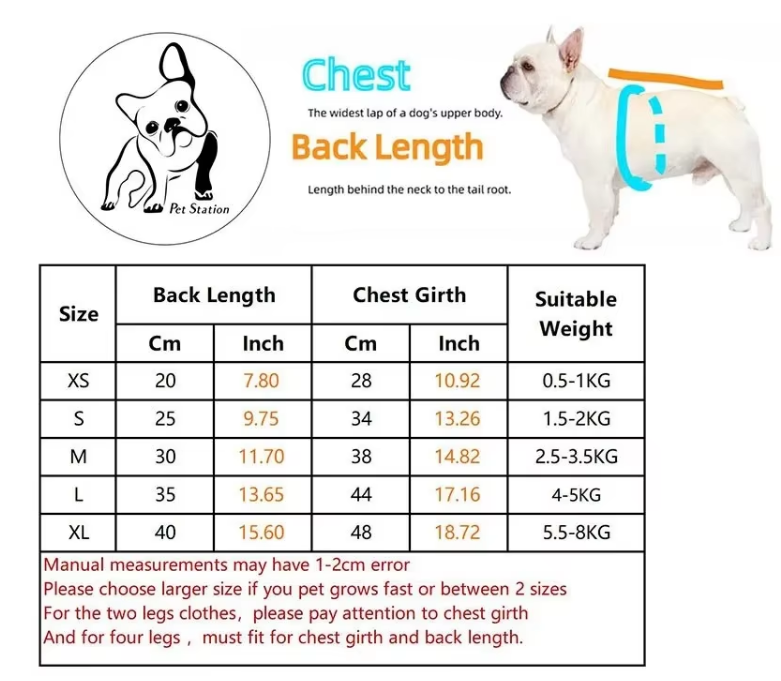 Pet Station
Chest
The widest lap of a dog's upper body.
Back Length
Length behind the neck to the tail root.
Size Back Length Chest Girth Suitable Weight
Cm Inch Cm Inch
XS 20 7.80 28 10.92 0.5-1KG
S 25 9.75 34 13.26 1.5-2KG
M 30 11.70 38 14.82 2.5-3.5KG
L 35 13.65 44 17.16 4-5KG
XL 40 15.60 48 18.72 5.5-8KG
Manual measurements may have 1-2cm error
Please choose larger size if you pet grows fast or between 2 sizes
For the two legs clothes, please pay attention to chest girth
And for four legs , must fit for chest girth and back length.